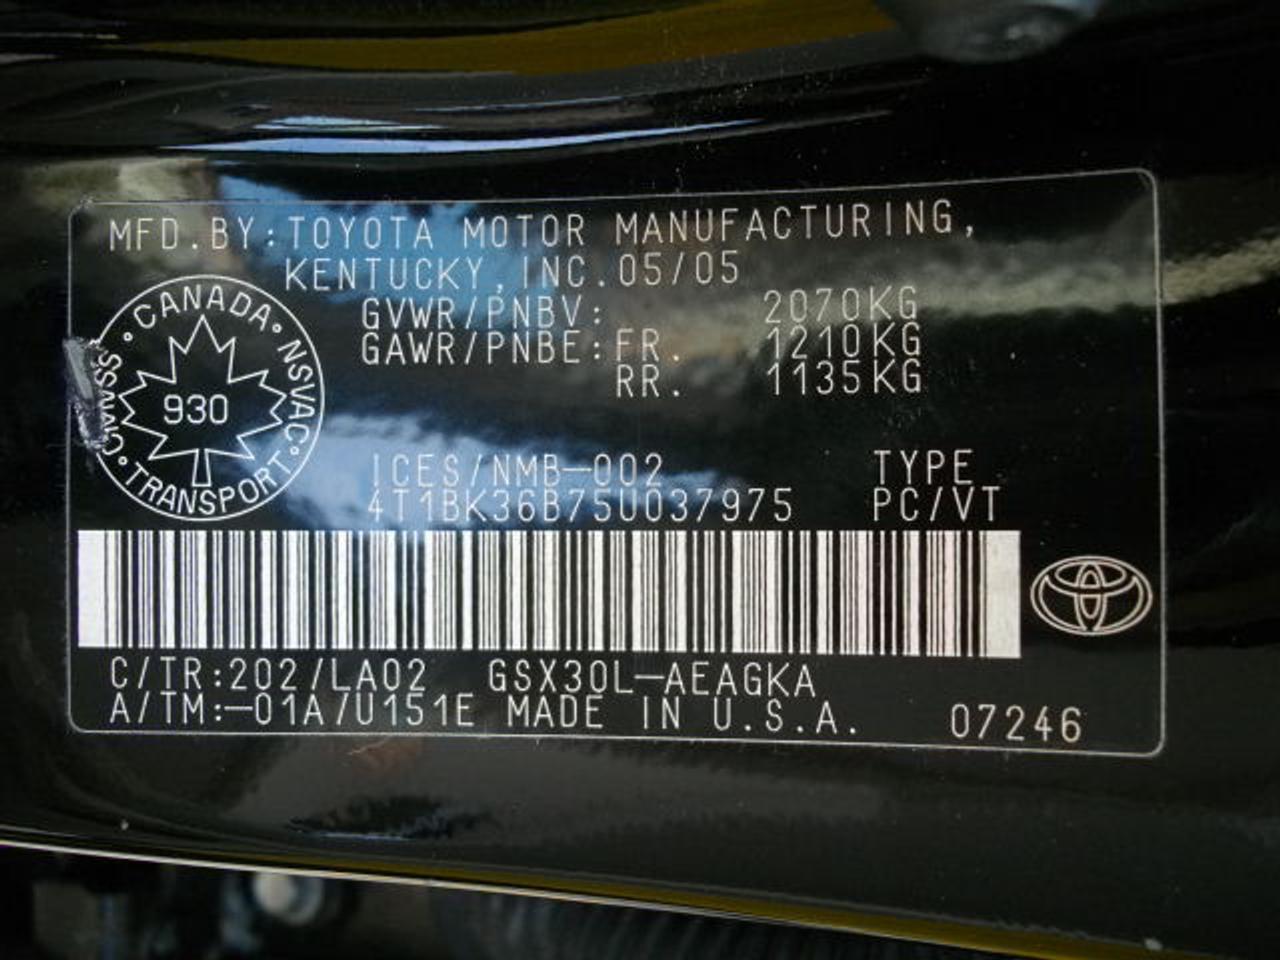 MFD.BY:TOYOTA MOTOR MANUFACTURING,
KENTUCKY,INC.05/05
GVWR/PNBV: 2070KG
GAWR/PNBE:FR. 1210KG
RR. 1135KG
CANADA NSVAC TRANSPORT CMVSS
930
ICES/NMB-002 TYPE
4T1BK36B75U037975 PC/VT
C/TR:202/LA02 GSX30L-AEAGKA
A/TM:-01A/U151E MADE IN U.S.A. 07246